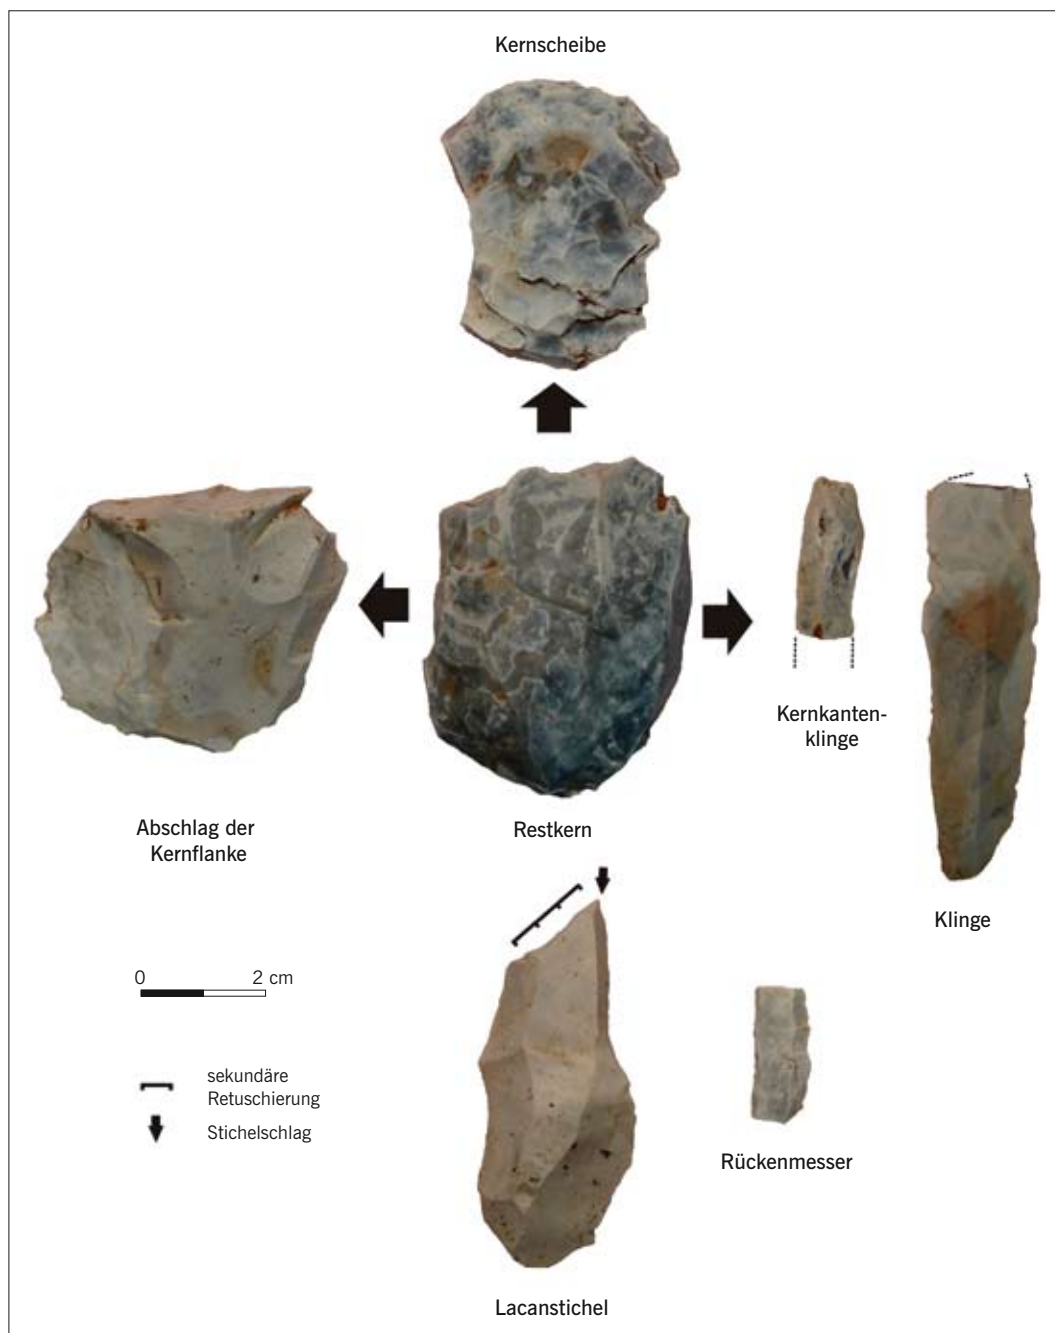 Kernscheibe
Kernkanten-
klinge
Abschlag der
Kernflanke
Restkern
Klinge
0 2 cm
sekundäre
Retuschierung
Stichelschlag
Rückenmesser
Lacanstichel